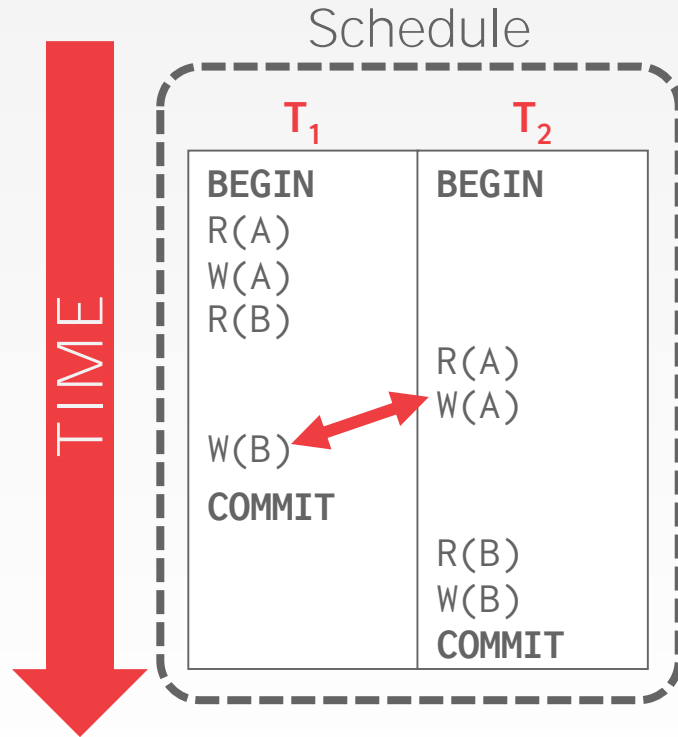 Schedule
TIME
T1 T2
BEGIN BEGIN
R(A)
W(A)
R(B)
R(A)
W(A)
W(B)
COMMIT
R(B)
W(B)
COMMIT